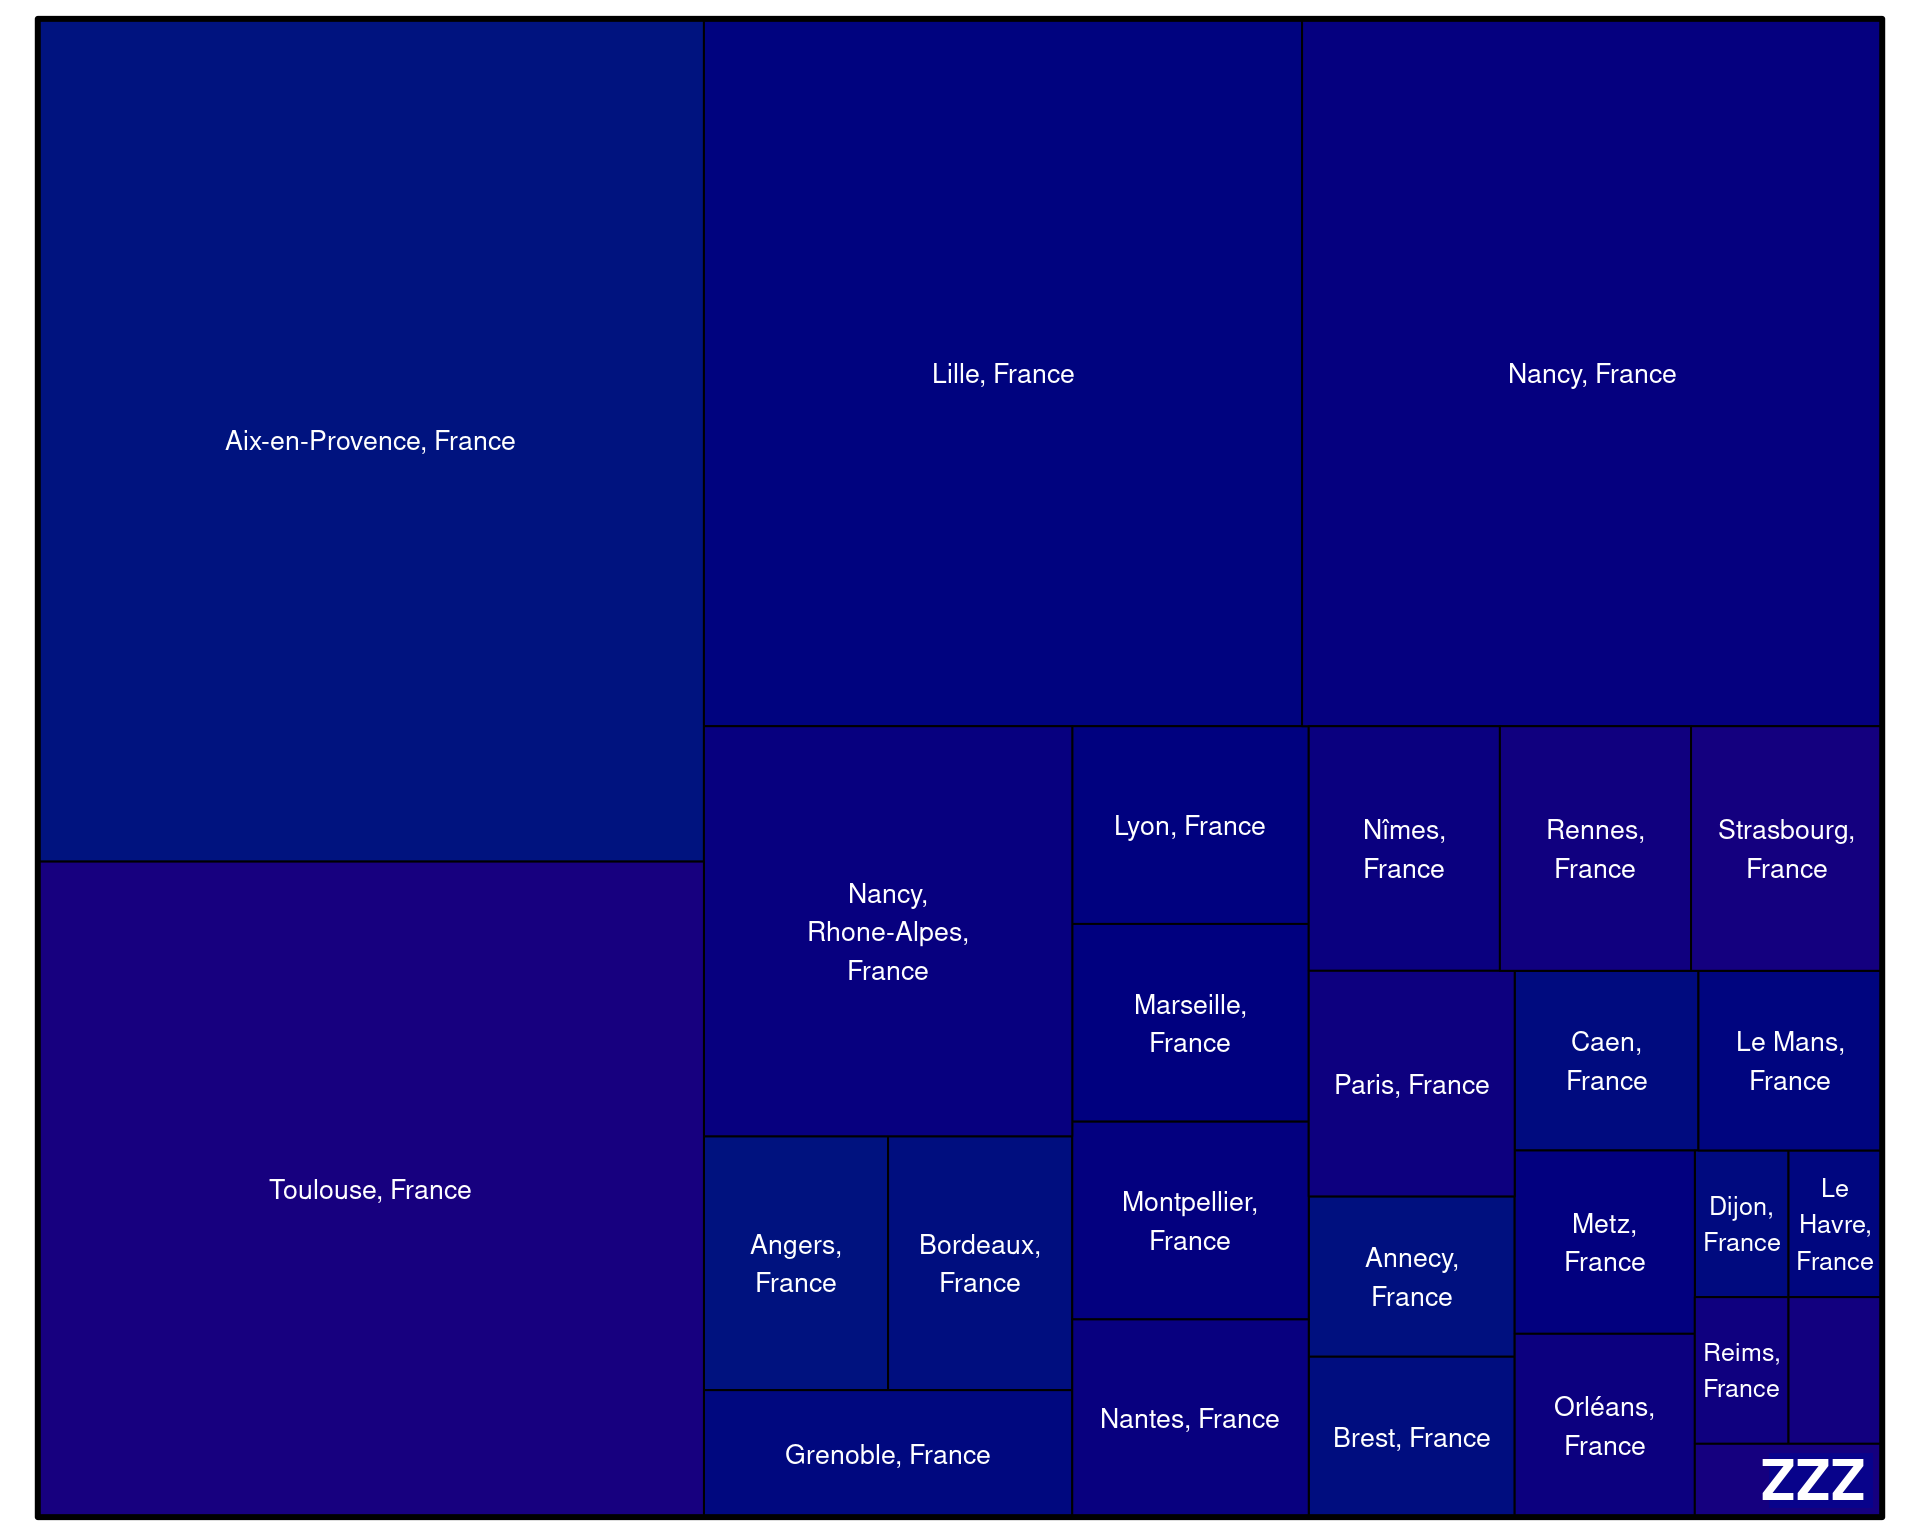 Aix-en-Provence, France
Lille, France
Nancy, France
Toulouse, France
Nancy,
Rhone-Alpes,
France
Lyon, France
Marseille,
France
Montpellier,
France
Nantes, France
Angers,
France
Bordeaux,
France
Grenoble, France
Nîmes,
France
Rennes,
France
Strasbourg,
France
Paris, France
Annecy,
France
Brest, France
Caen,
France
Le Mans,
France
Metz,
France
Orléans,
France
Dijon,
France
Le
Havre,
France
Reims,
France
ZZZ